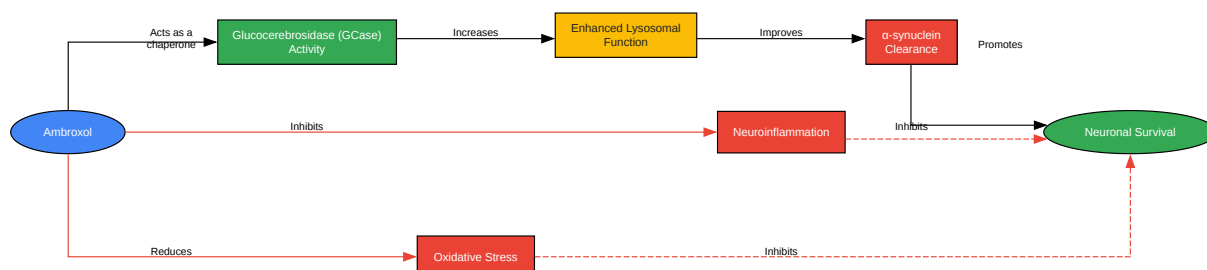 Acts as a
chaperone
Glucocerebrosidase (GCase)
Activity
Increases
Enhanced Lysosomal
Function
Improves
α-synuclein
Clearance
Promotes
Ambroxol
Inhibits
Neuroinflammation
Inhibits
Neuronal Survival
Reduces
Oxidative Stress
Inhibits